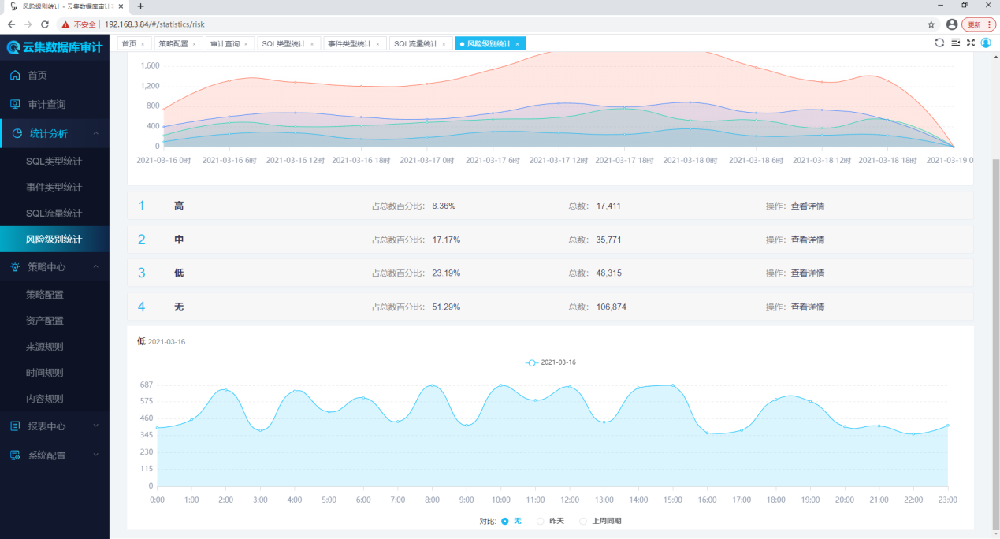 风险级别统计 - 云集数据库审计
不安全 192.168.3.84/#/statistics/risk 更新
云集数据库审计
首页 策略配置 审计查询 SQL类型统计 事件类型统计 SQL流量统计 风险级别统计
首页
审计查询
统计分析
SQL类型统计
事件类型统计
SQL流量统计
风险级别统计
策略中心
策略配置
资产配置
来源规则
时间规则
内容规则
报表中心
系统配置
1,600
1,200
800
400
0
2021-03-16 0时 2021-03-16 6时 2021-03-16 12时 2021-03-16 18时 2021-03-17 0时 2021-03-17 6时 2021-03-17 12时 2021-03-17 18时 2021-03-18 0时 2021-03-18 6时 2021-03-18 12时 2021-03-18 18时 2021-03-19 0
1 高 占总数百分比: 8.36% 总数: 17,411 操作: 查看详情
2 中 占总数百分比: 17.17% 总数: 35,771 操作: 查看详情
3 低 占总数百分比: 23.19% 总数: 48,315 操作: 查看详情
4 无 占总数百分比: 51.29% 总数: 106,874 操作: 查看详情
低 2021-03-16
2021-03-16
687
575
460
345
230
115
0
0:00 1:00 2:00 3:00 4:00 5:00 6:00 7:00 8:00 9:00 10:00 11:00 12:00 13:00 14:00 15:00 16:00 17:00 18:00 19:00 20:00 21:00 22:00 23:00
对比: 无 昨天 上周同期